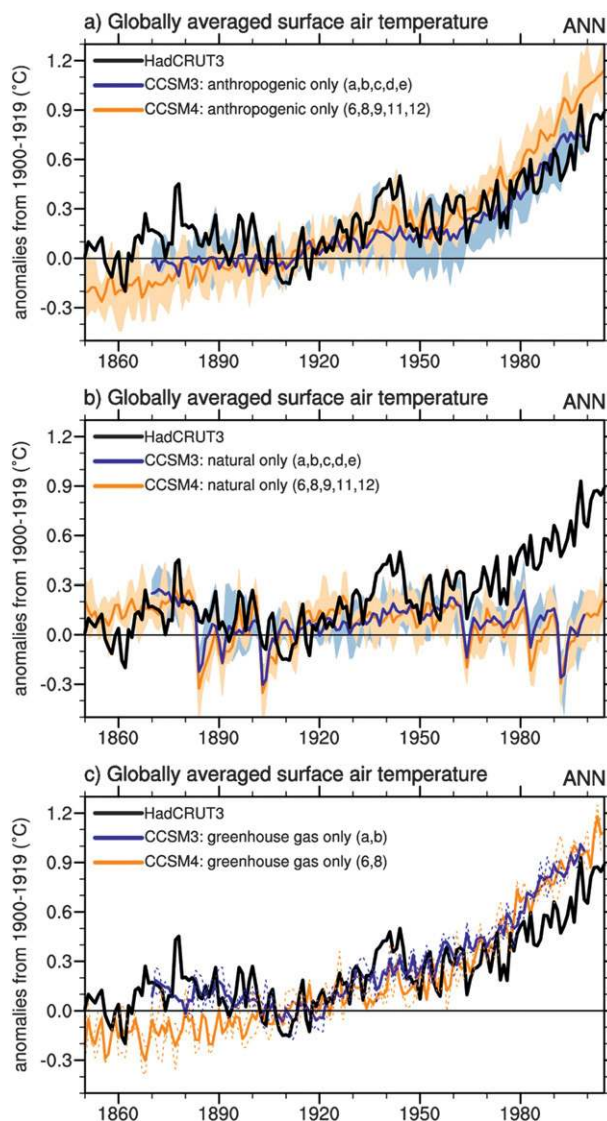 a) Globally averaged surface air temperature ANN
HadCRUT3
CCSM3: anthropogenic only (a,b,c,d,e)
CCSM4: anthropogenic only (6,8,9,11,12)
anomalies from 1900-1919 (°C)
1.2
0.9
0.6
0.3
0.0
-0.3
1860 1890 1920 1950 1980
b) Globally averaged surface air temperature ANN
HadCRUT3
CCSM3: natural only (a,b,c,d,e)
CCSM4: natural only (6,8,9,11,12)
anomalies from 1900-1919 (°C)
1.2
0.9
0.6
0.3
0.0
-0.3
1860 1890 1920 1950 1980
c) Globally averaged surface air temperature ANN
HadCRUT3
CCSM3: greenhouse gas only (a,b)
CCSM4: greenhouse gas only (6,8)
anomalies from 1900-1919 (°C)
1.2
0.9
0.6
0.3
0.0
-0.3
1860 1890 1920 1950 1980